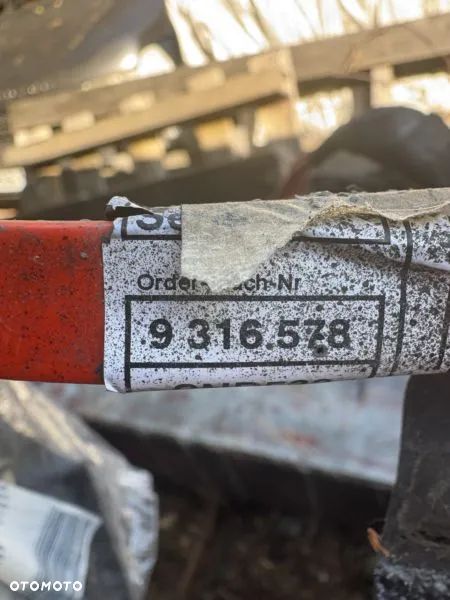 Order-
ch-Nr
9 316.578
OTOMOTO